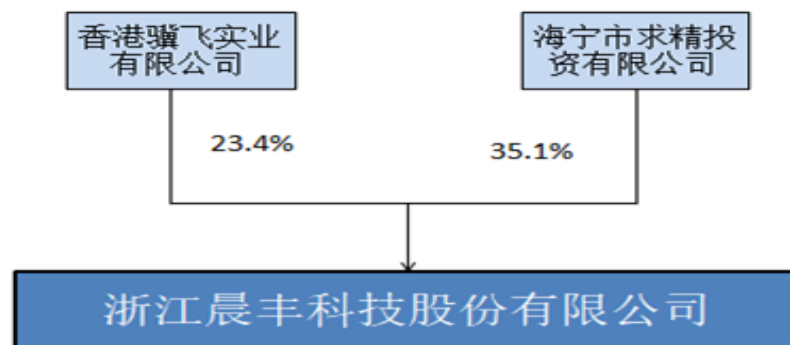 香港骥飞实业
有限公司
海宁市求精投
资有限公司
23.4%
35.1%
浙江晨丰科技股份有限公司